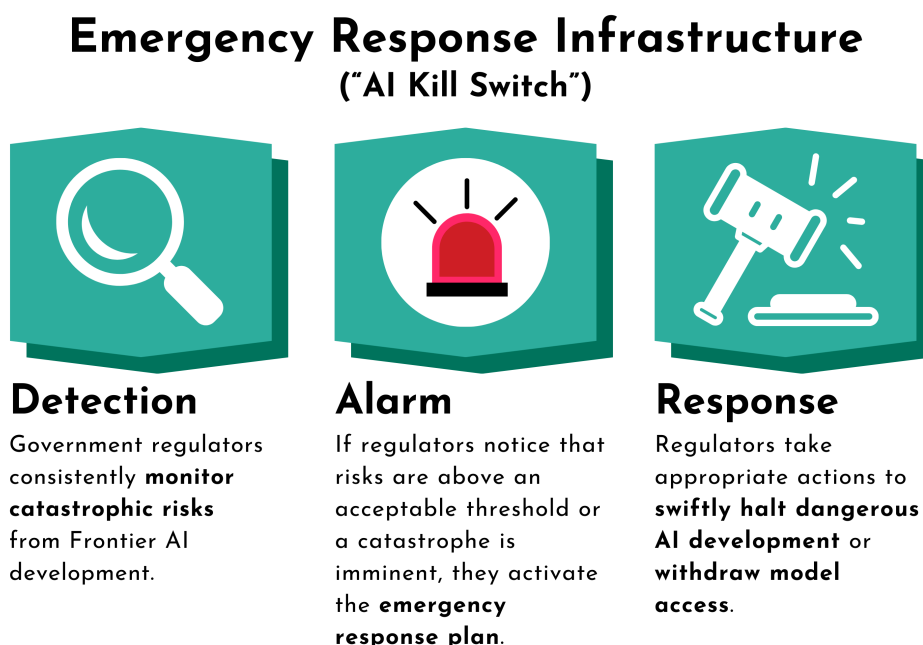 Emergency Response Infrastructure
(“AI Kill Switch”)
Detection
Government regulators
consistently monitor
catastrophic risks
from Frontier AI
development.
Alarm
If regulators notice that
risks are above an
acceptable threshold or
a catastrophe is
imminent, they activate
the emergency
response plan.
Response
Regulators take
appropriate actions to
swiftly halt dangerous
AI development or
withdraw model
access.